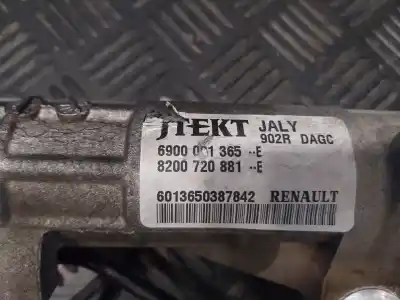 JTEKT JALY
902R DAGC
6900 001 365 --E
8200 720 881 --E
6013650387842 RENAULT